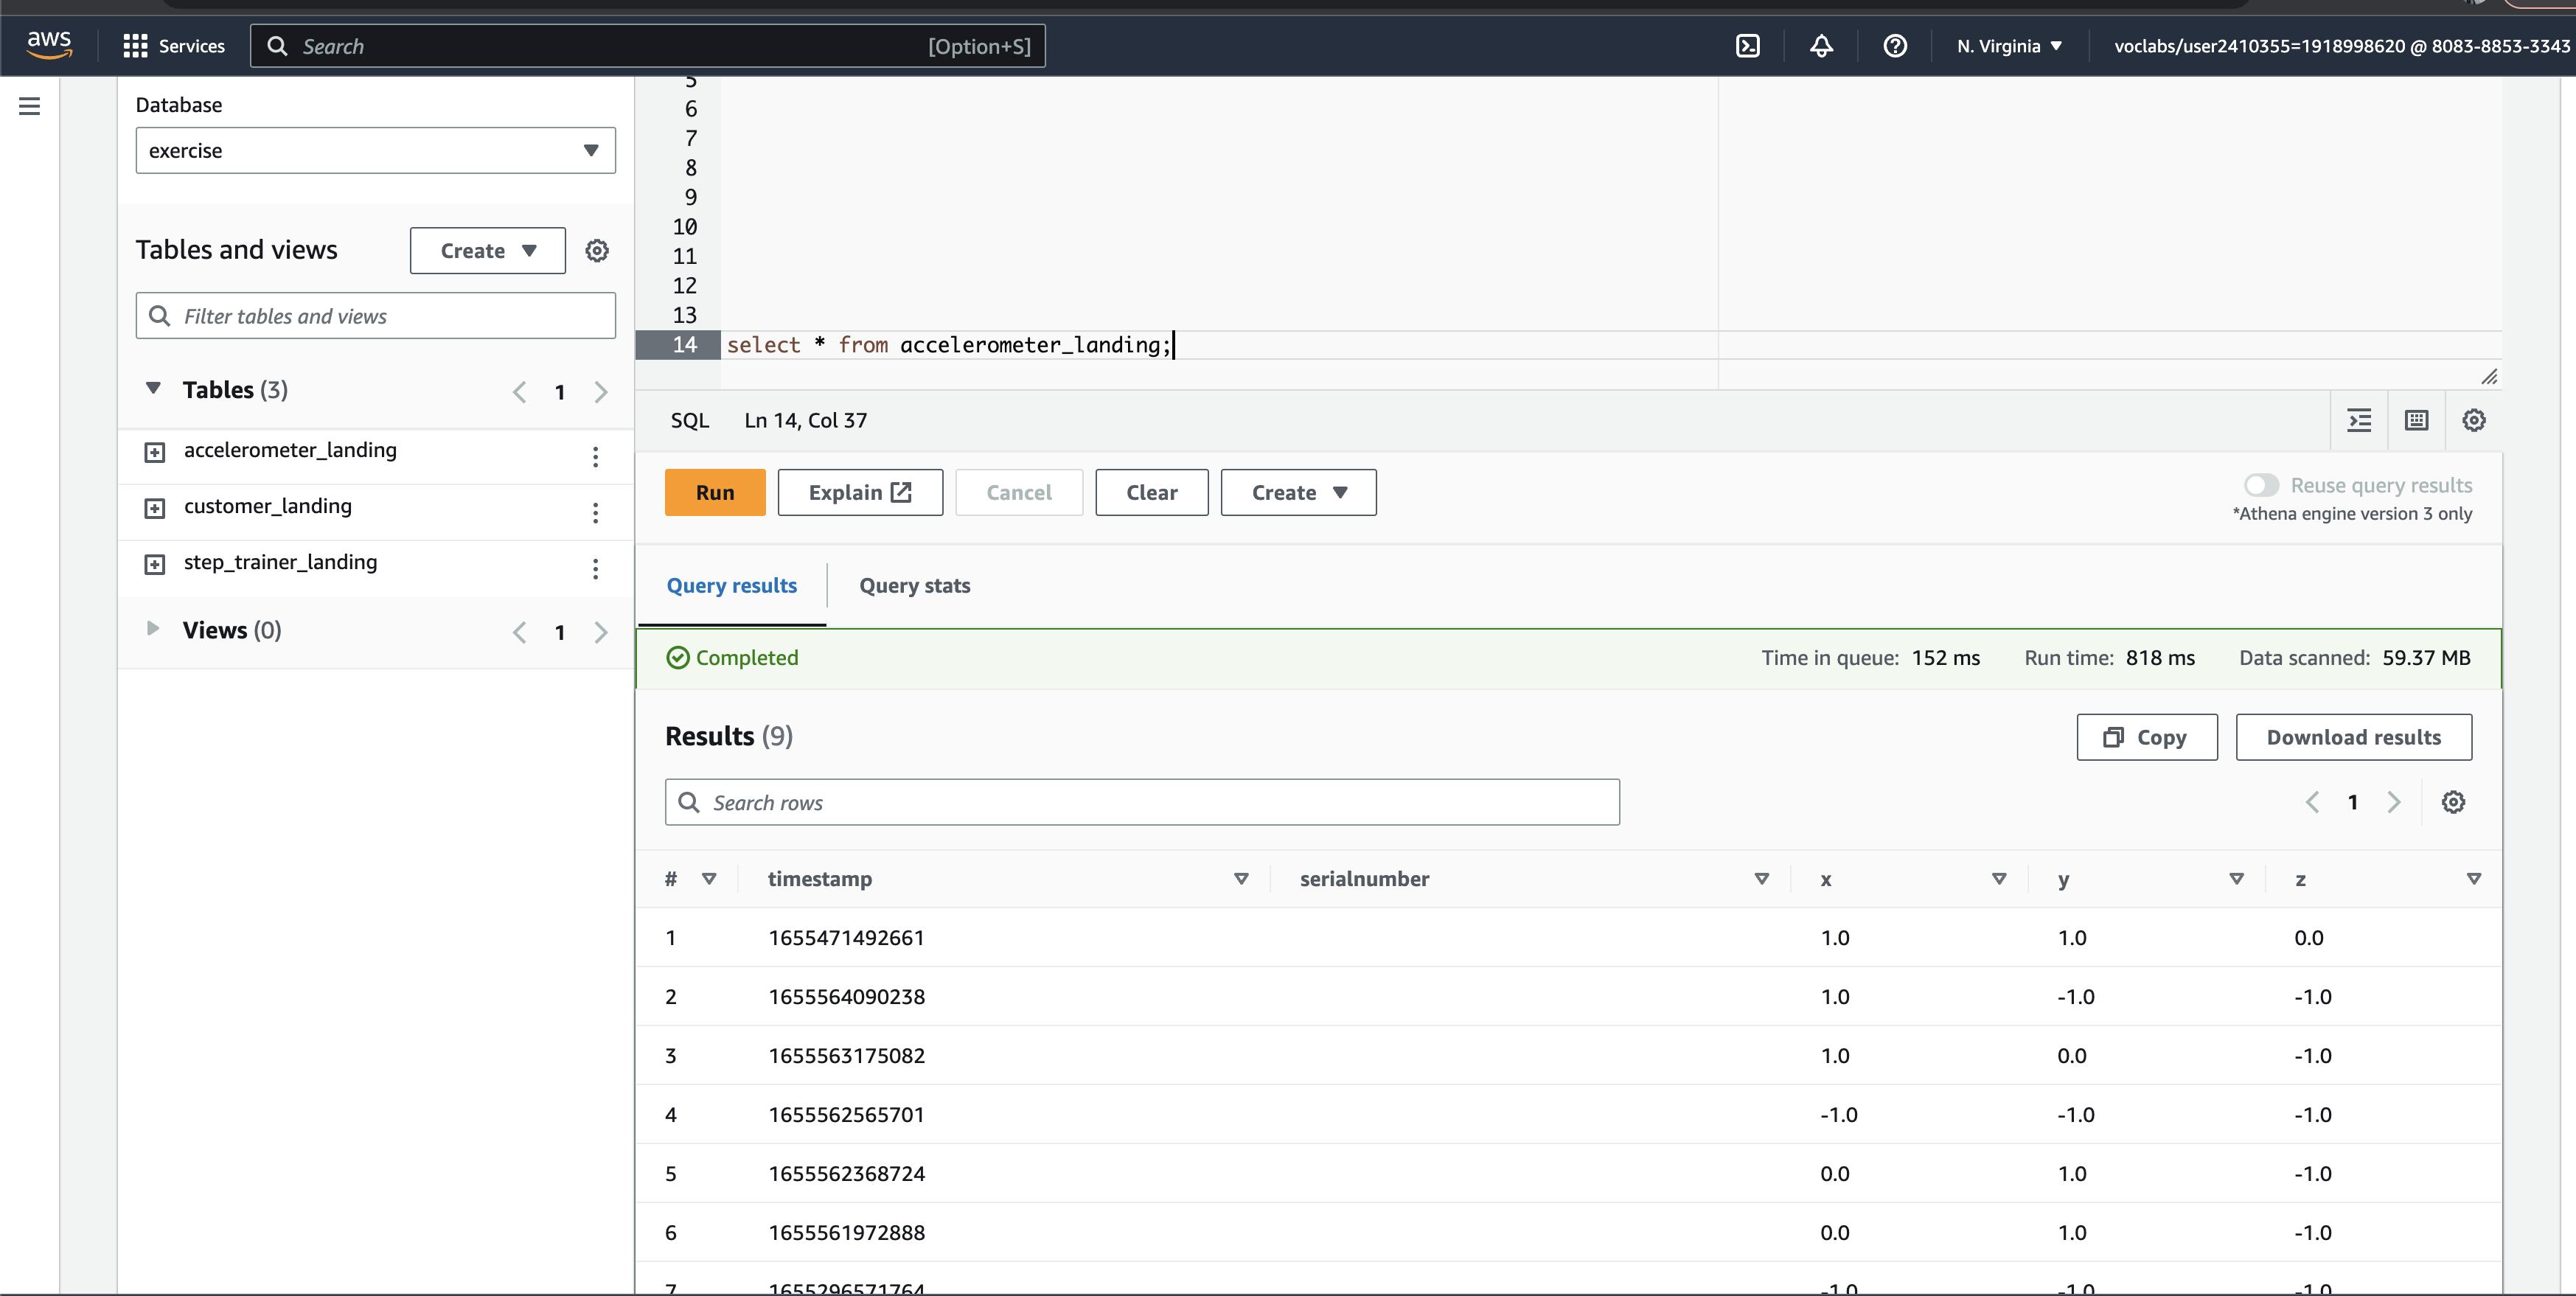 aws
Services
Search
[Option+S]
N. Virginia
voclabs/user2410355=1918998620 @ 8083-8853-3343
Database
exercise
Tables and views
Create
Filter tables and views
Tables (3)
1
accelerometer_landing
customer_landing
step_trainer_landing
Views (0)
1
5
6
7
8
9
10
11
12
13
14 select * from accelerometer_landing;
SQL Ln 14, Col 37
Run
Explain
Cancel
Clear
Create
Reuse query results
*Athena engine version 3 only
Query results
Query stats
Completed
Time in queue: 152 ms
Run time: 818 ms
Data scanned: 59.37 MB
Results (9)
Copy
Download results
Search rows
1
# timestamp serialnumber x y z
1 1655471492661 1.0 1.0 0.0
2 1655564090238 1.0 -1.0 -1.0
3 1655563175082 1.0 0.0 -1.0
4 1655562565701 -1.0 -1.0 -1.0
5 1655562368724 0.0 1.0 -1.0
6 1655561972888 0.0 1.0 -1.0
7 1655296571764 -1.0 -1.0 -1.0